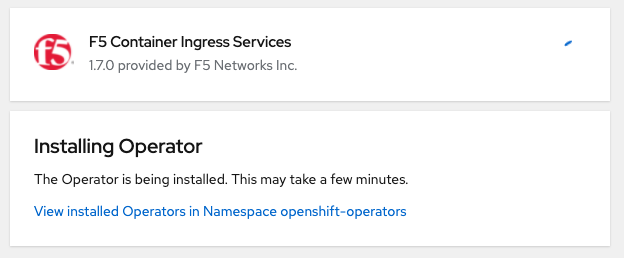 f5
F5 Container Ingress Services
1.7.0 provided by F5 Networks Inc.
Installing Operator
The Operator is being installed. This may take a few minutes.
View installed Operators in Namespace openshift-operators